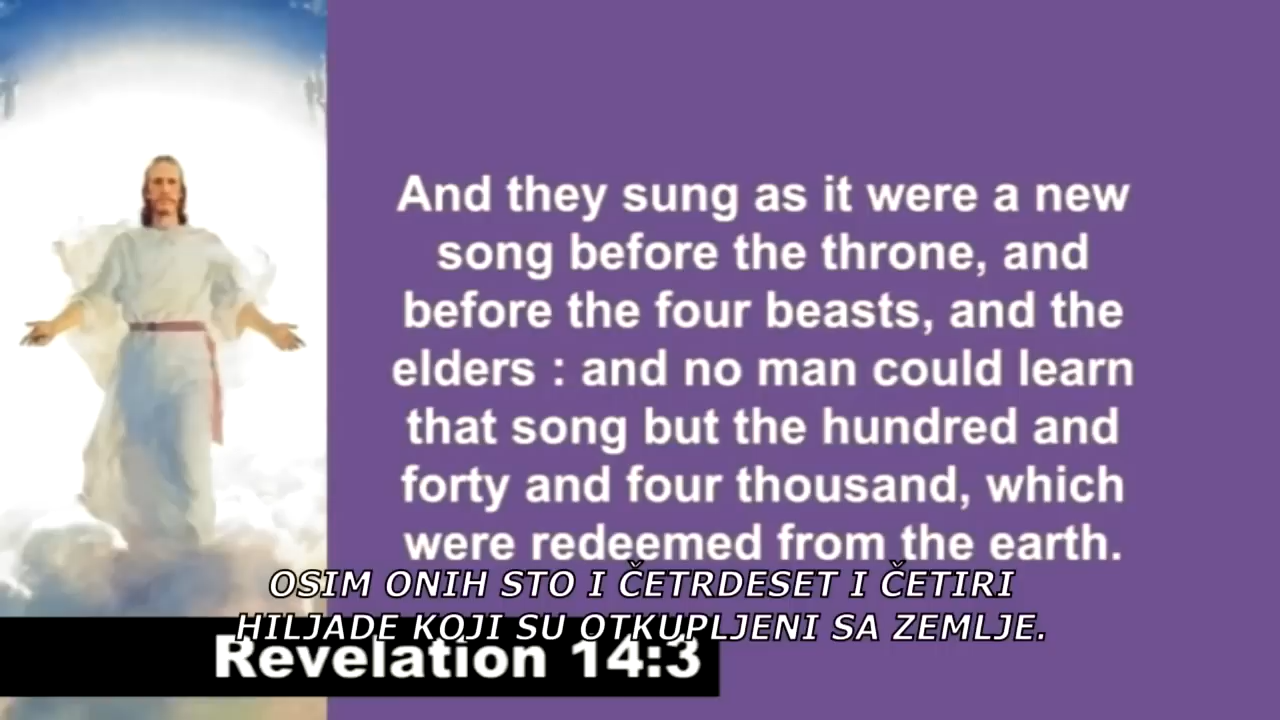 And they sung as it were a new
song before the throne, and
before the four beasts, and the
elders : and no man could learn
that song but the hundred and
forty and four thousand, which
were redeemed from the earth.
OSIM ONIH STO I ČETRDESET I ČETIRI
HILJADE KOJI SU OTKUPLJENI SA ZEMLJE.
Revelation 14:3